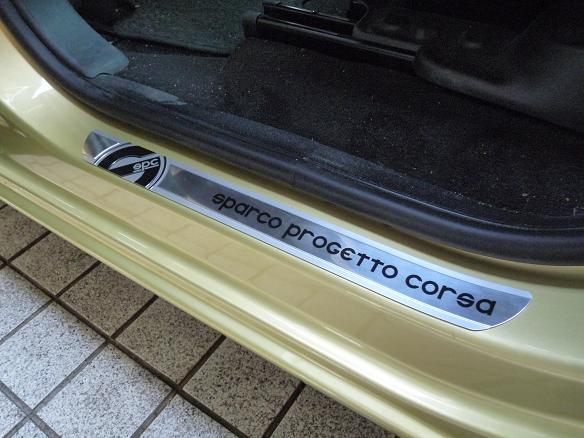 spc
sparco progetto corsa